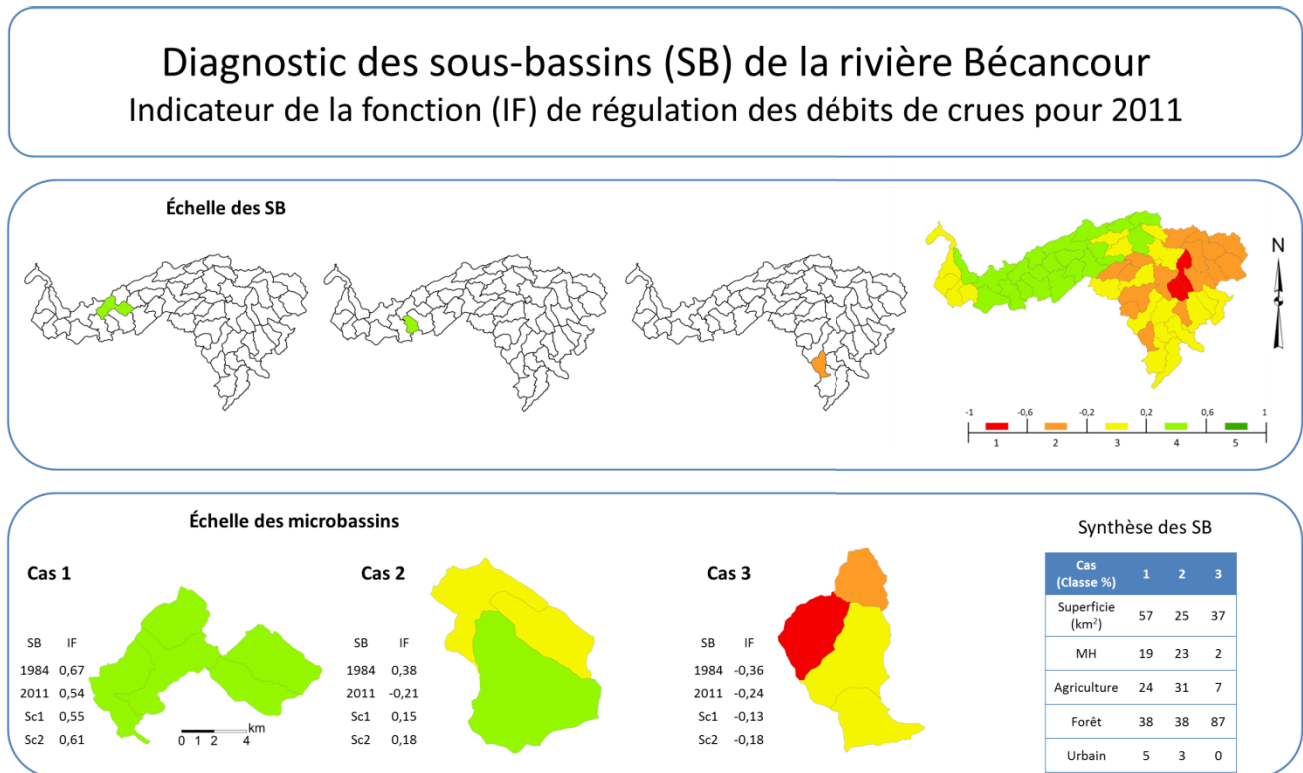 Diagnostic des sous-bassins (SB) de la rivière Bécancour
Indicateur de la fonction (IF) de régulation des débits de crues pour 2011
Échelle des SB
N
-1 -0,6 -0,2 0,2 0,6 1
1 2 3 4 5
Échelle des microbassins
Cas 1
SB IF
1984 0,67
2011 0,54
Sc1 0,55
Sc2 0,61
0 1 2 4 km
Cas 2
SB IF
1984 0,38
2011 -0,21
Sc1 0,15
Sc2 0,18
Cas 3
SB IF
1984 -0,36
2011 -0,24
Sc1 -0,13
Sc2 -0,18
Synthèse des SB
Cas (Classe %) 1 2 3
Superficie (km²) 57 25 37
MH 19 23 2
Agriculture 24 31 7
Forêt 38 38 87
Urbain 5 3 0